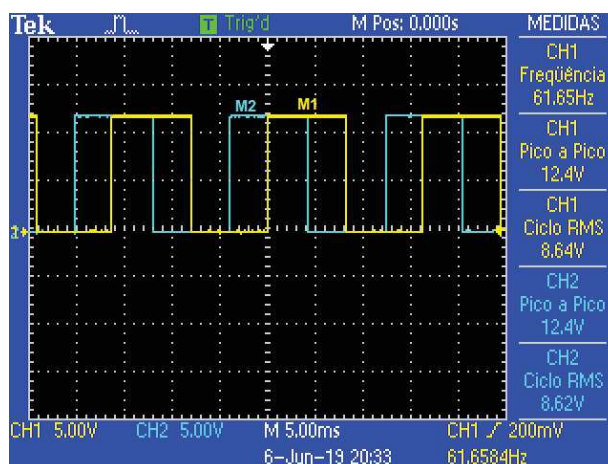 Tek
T Trig'd
M Pos: 0.000s
MEDIDAS
M2
M1
CH1
Freqüência
61.65Hz
CH1
Pico a Pico
12.4V
CH1
Ciclo RMS
8.64V
CH2
Pico a Pico
12.4V
CH2
Ciclo RMS
8.62V
CH1 5.00V
CH2 5.00V
M 5.00ms
CH1
200mV
6-Jun-19 20:33
61.6584Hz